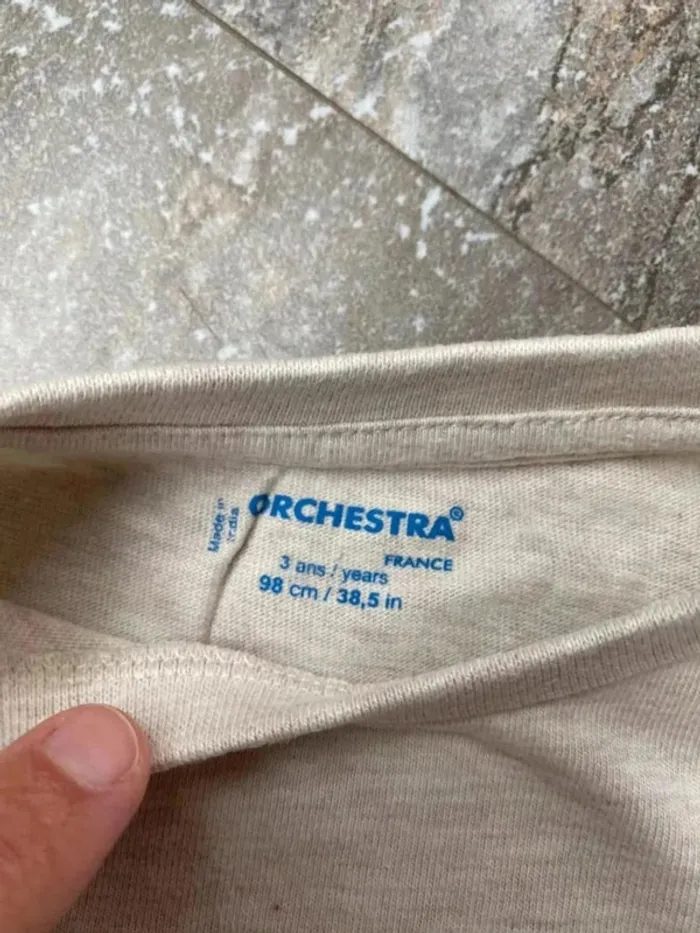 ORCHESTRA®
FRANCE
3 ans / years
98 cm / 38,5 in
Made in
India